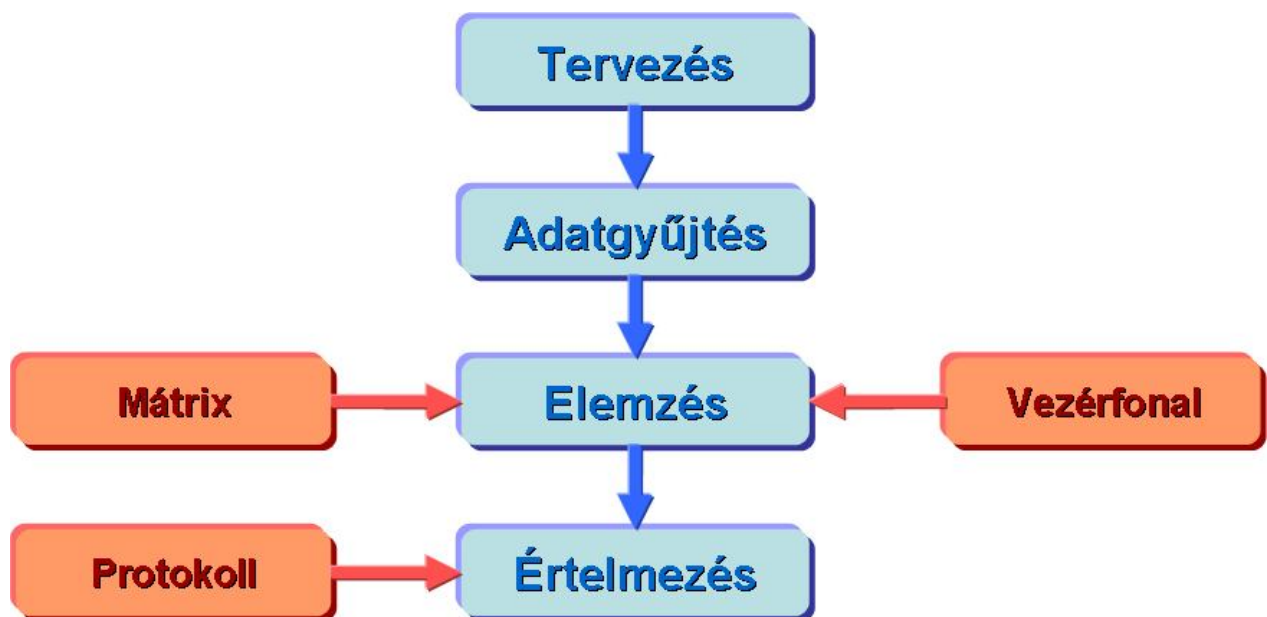 Tervezés
Adatgyűjtés
Mátrix
Elemzés
Vezérfonal
Protokoll
Értelmezés